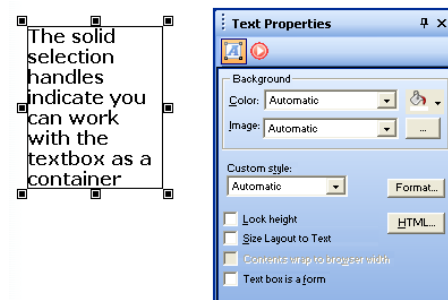 The solid
selection
handles
indicate you
can work
with the
textbox as a
container
Text Properties
Background
Color: Automatic
Image: Automatic ...
Custom style:
Automatic Format...
Lock height HTML...
Size Layout to Text
Contents wrap to browser width
Text box is a form